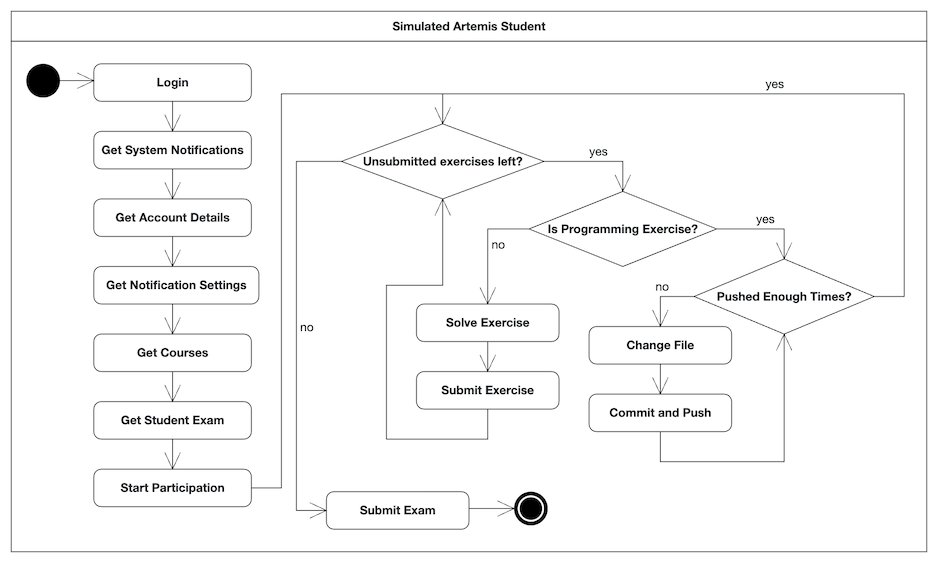 Simulated Artemis Student
Login
Get System Notifications
Get Account Details
Get Notification Settings
Get Courses
Get Student Exam
Start Participation
yes
Unsubmitted exercises left?
yes
no
Is Programming Exercise?
yes
no
Pushed Enough Times?
no
Solve Exercise
Submit Exercise
Change File
Commit and Push
Submit Exam